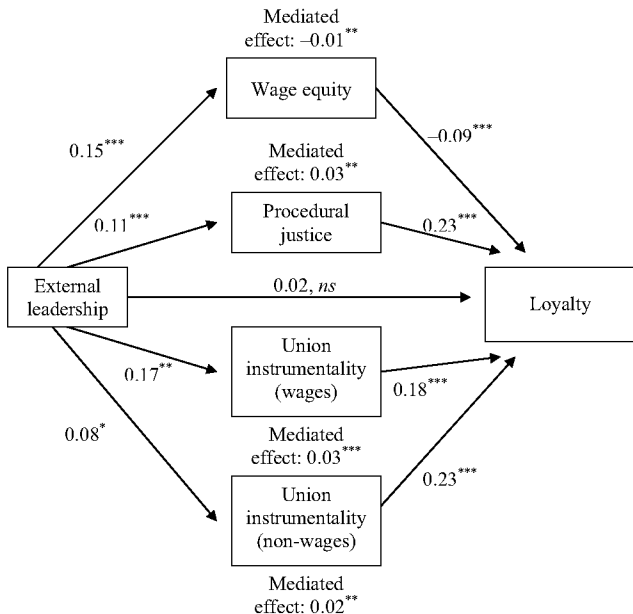 Mediated
effect: –0.01**
Wage equity
0.15***
–0.09***
Mediated
effect: 0.03**
Procedural
justice
0.11***
0.23***
External
leadership
0.02, ns
Loyalty
Union
instrumentality
(wages)
0.17**
0.18***
Mediated
effect: 0.03***
0.08*
0.23***
Union
instrumentality
(non-wages)
Mediated
effect: 0.02**